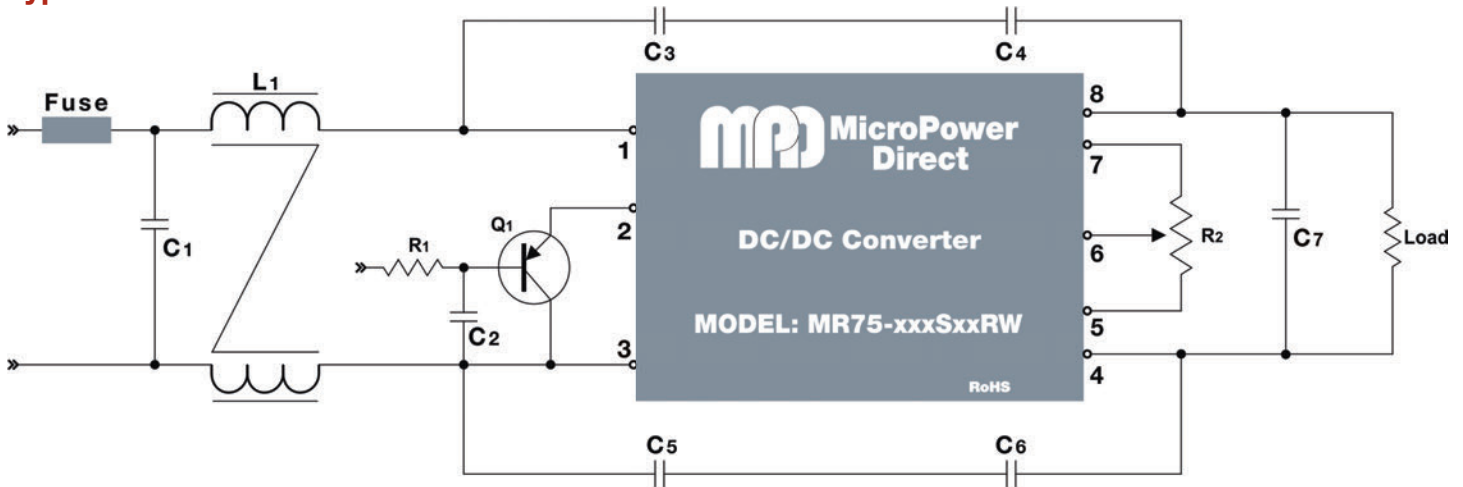 C3
C4
L1
Fuse
8
MPD MicroPower
Direct
1
7
2
Q1
DC/DC Converter
6
R2
C7
Load
C1
R1
MODEL: MR75-xxxSxxRW
5
C2
3
4
RoHS
C5
C6